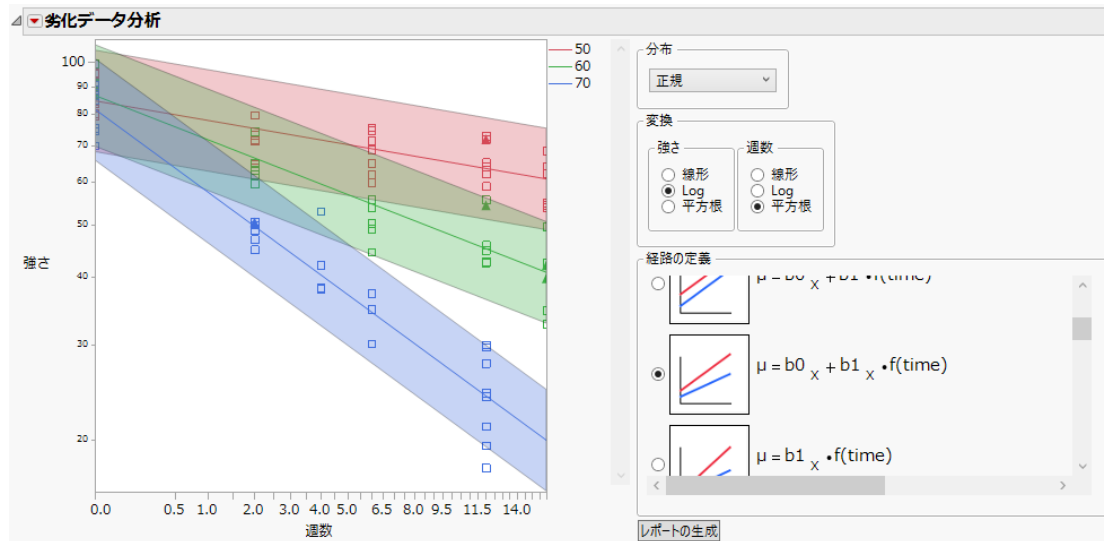 劣化データ分析
100
90
80
70
60
50
40
30
20
強さ
0.0 0.5 1.0 2.0 3.0 4.0 5.0 6.5 8.0 9.5 11.5 14.0
週数
50
60
70
分布
正規
変換
強さ
線形
Log
平方根
週数
線形
Log
平方根
経路の定義
μ = b0 X + b1 •f(time)
μ = b0 X + b1 X •f(time)
μ = b1 X •f(time)
レポートの生成